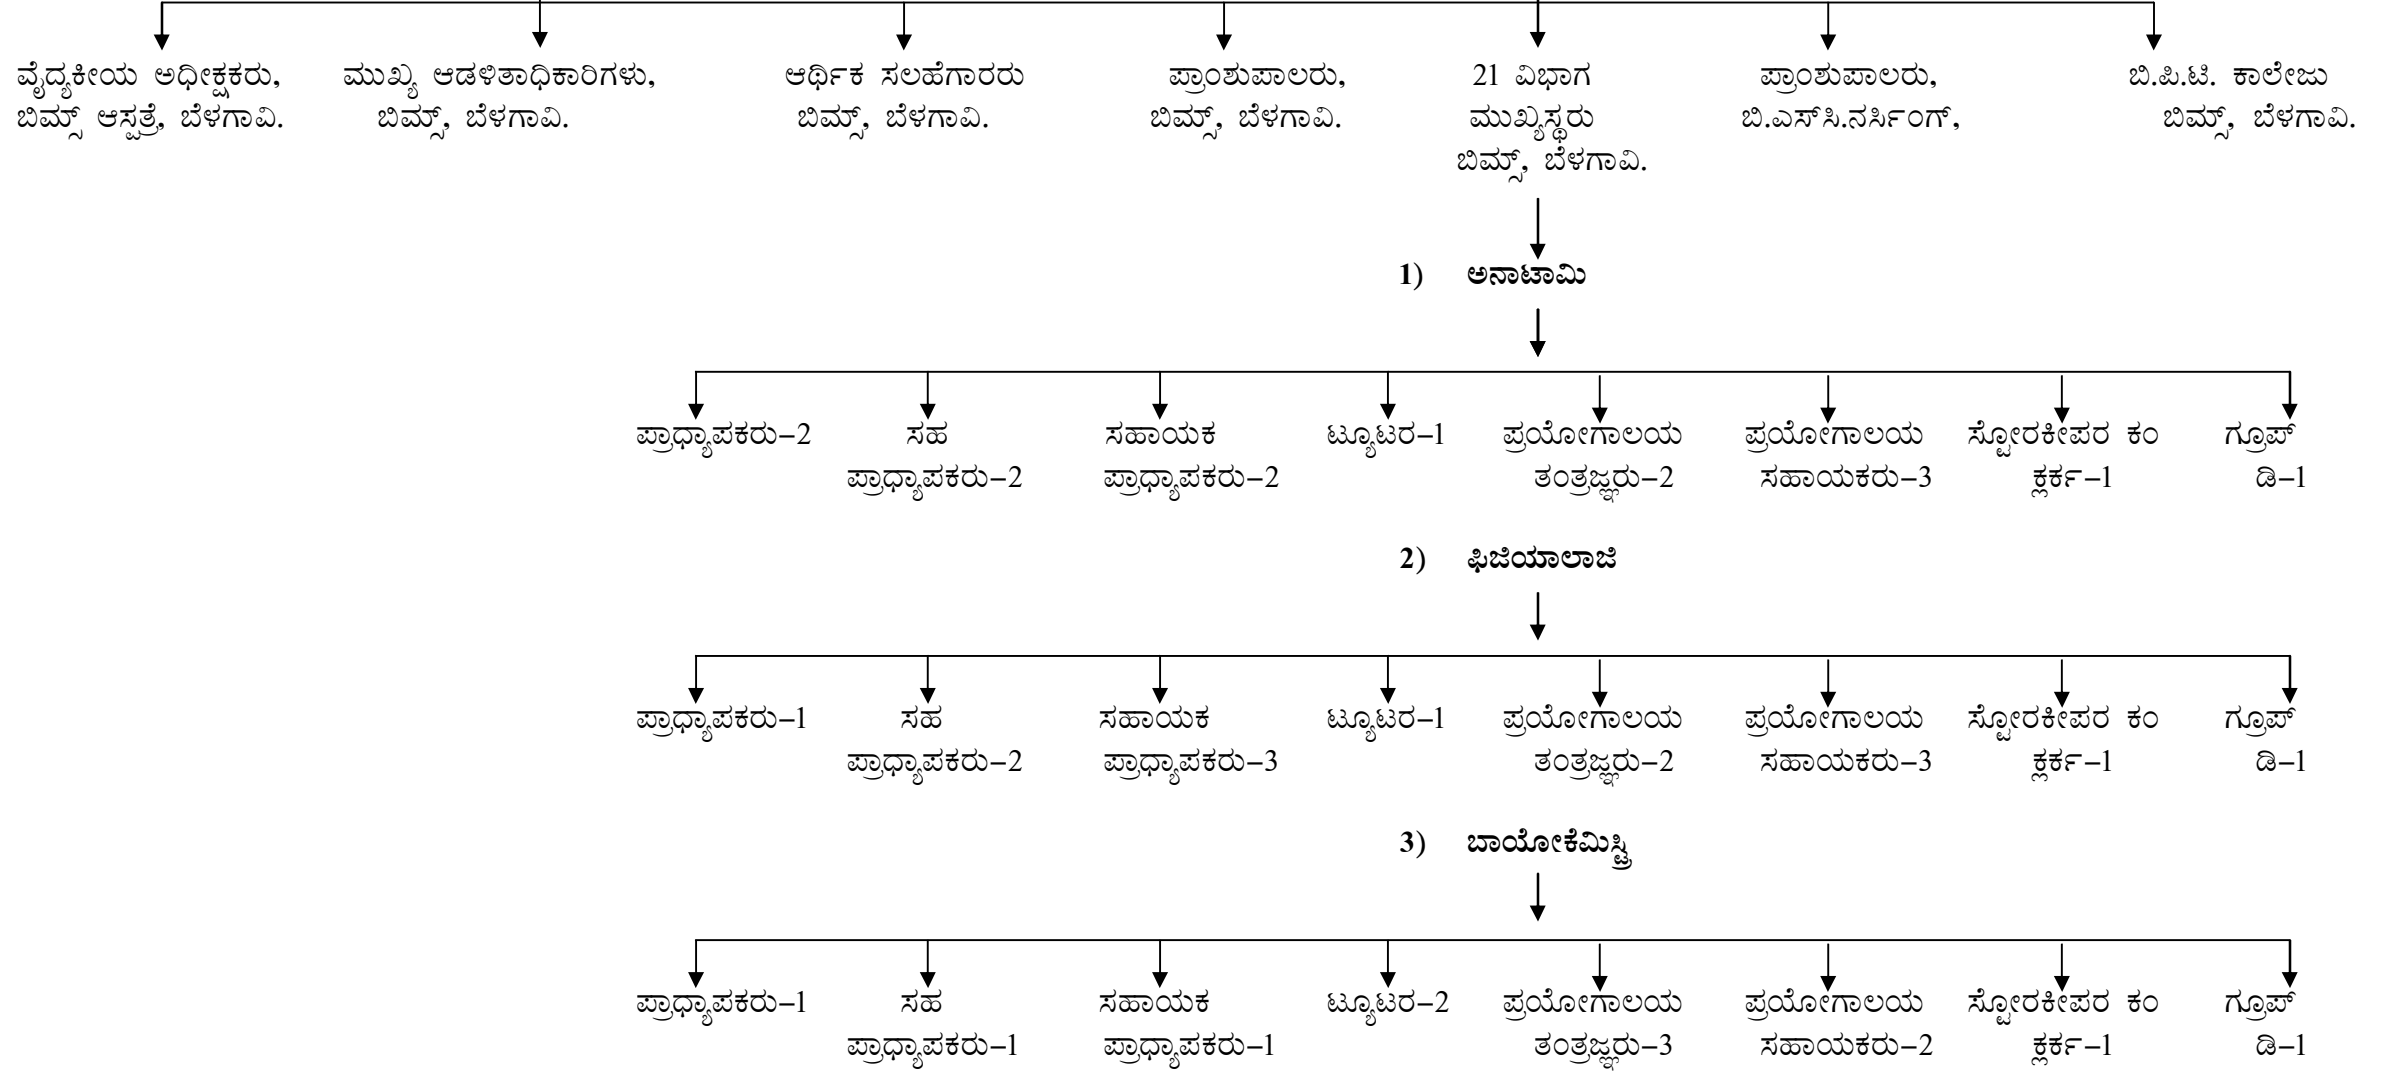 ವೈದ್ಯಕೀಯ ಅಧೀಕ್ಷಕರು, ಮುಖ್ಯ ಆಡಳಿತಾಧಿಕಾರಿಗಳು, ಆರ್ಥಿಕ ಸಲಹೆಗಾರರು ಪ್ರಾಂಶುಪಾಲರು, 21 ವಿಭಾಗ ಪ್ರಾಂಶುಪಾಲರು, ಬಿ.ಪಿ.ಟಿ. ಕಾಲೇಜು
ಬಿಮ್ಸ್ ಆಸ್ಪತ್ರೆ, ಬೆಳಗಾವಿ. ಬಿಮ್ಸ್, ಬೆಳಗಾವಿ. ಬಿಮ್ಸ್, ಬೆಳಗಾವಿ. ಬಿಮ್ಸ್, ಬೆಳಗಾವಿ. ಮುಖ್ಯಸ್ಥರು ಬಿ.ಎಸ್‌ಸಿ.ನರ್ಸಿಂಗ್, ಬಿಮ್ಸ್, ಬೆಳಗಾವಿ.
ಬಿಮ್ಸ್, ಬೆಳಗಾವಿ.
1) ಅನಾಟಾಮಿ
ಪ್ರಾಧ್ಯಾಪಕರು–2 ಸಹ ಸಹಾಯಕ ಟ್ಯೂಟರ–1 ಪ್ರಯೋಗಾಲಯ ಪ್ರಯೋಗಾಲಯ ಸ್ಟೋರಕೀಪರ ಕಂ ಗ್ರೂಪ್
ಪ್ರಾಧ್ಯಾಪಕರು–2 ಪ್ರಾಧ್ಯಾಪಕರು–2 ತಂತ್ರಜ್ಞರು–2 ಸಹಾಯಕರು–3 ಕ್ಲರ್ಕ–1 ಡಿ–1
2) ಫಿಜಿಯಾಲಾಜಿ
ಪ್ರಾಧ್ಯಾಪಕರು–1 ಸಹ ಸಹಾಯಕ ಟ್ಯೂಟರ–1 ಪ್ರಯೋಗಾಲಯ ಪ್ರಯೋಗಾಲಯ ಸ್ಟೋರಕೀಪರ ಕಂ ಗ್ರೂಪ್
ಪ್ರಾಧ್ಯಾಪಕರು–2 ಪ್ರಾಧ್ಯಾಪಕರು–3 ತಂತ್ರಜ್ಞರು–2 ಸಹಾಯಕರು–3 ಕ್ಲರ್ಕ–1 ಡಿ–1
3) ಬಾಯೋಕೆಮಿಸ್ಟ್ರಿ
ಪ್ರಾಧ್ಯಾಪಕರು–1 ಸಹ ಸಹಾಯಕ ಟ್ಯೂಟರ–2 ಪ್ರಯೋಗಾಲಯ ಪ್ರಯೋಗಾಲಯ ಸ್ಟೋರಕೀಪರ ಕಂ ಗ್ರೂಪ್
ಪ್ರಾಧ್ಯಾಪಕರು–1 ಪ್ರಾಧ್ಯಾಪಕರು–1 ತಂತ್ರಜ್ಞರು–3 ಸಹಾಯಕರು–2 ಕ್ಲರ್ಕ–1 ಡಿ–1